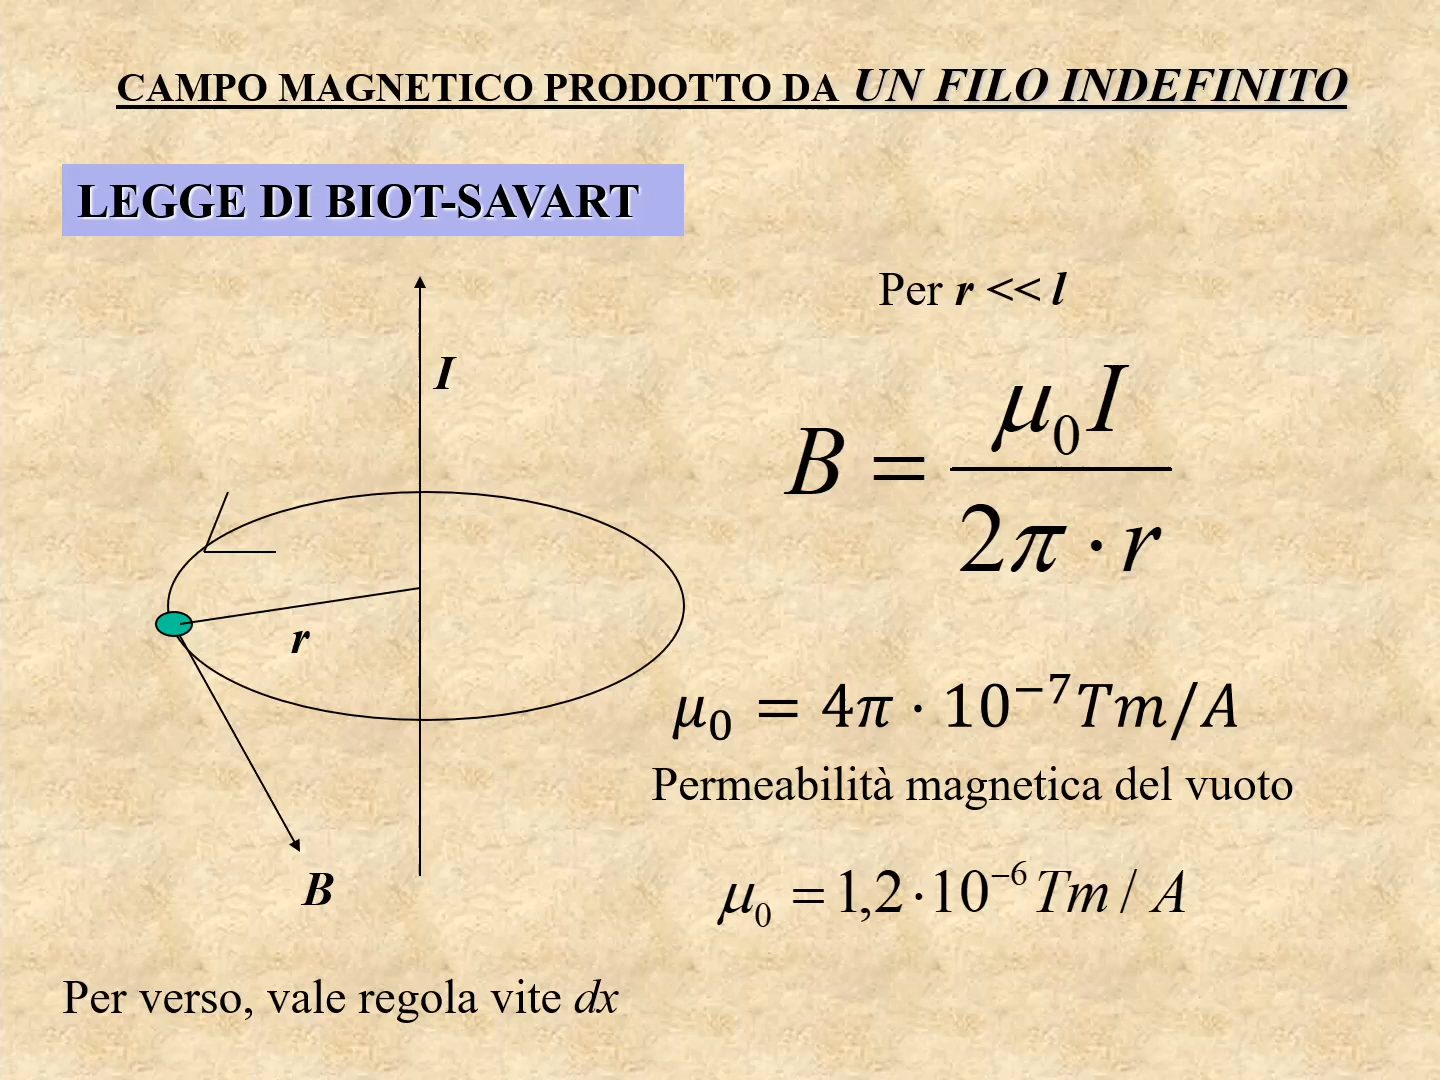 CAMPO MAGNETICO PRODOTTO DA UN FILO INDEFINITO
LEGGE DI BIOT-SAVART
Per r << l
I
B = μ₀I / 2π · r
r
μ₀ = 4π · 10⁻⁷Tm/A
Permeabilità magnetica del vuoto
B
μ₀ = 1,2·10⁻⁶ Tm / A
Per verso, vale regola vite dx